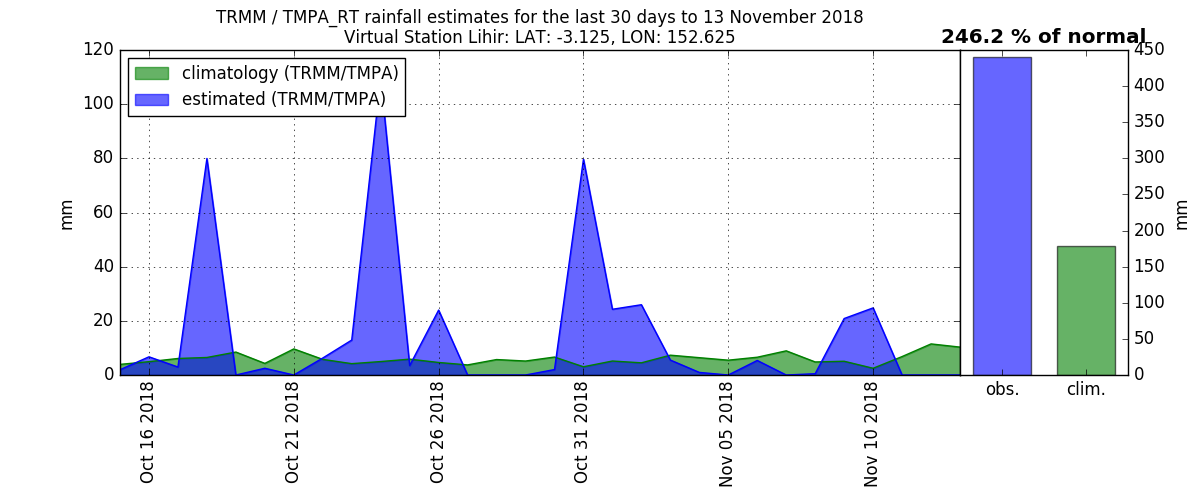 TRMM / TMPA_RT rainfall estimates for the last 30 days to 13 November 2018
Virtual Station Lihir: LAT: -3.125, LON: 152.625
246.2 % of normal
climatology (TRMM/TMPA)
estimated (TRMM/TMPA)
120
100
80
60
40
20
0
mm
Oct 16 2018
Oct 21 2018
Oct 26 2018
Oct 31 2018
Nov 05 2018
Nov 10 2018
obs.
clim.
450
400
350
300
250
200
150
100
50
0
mm